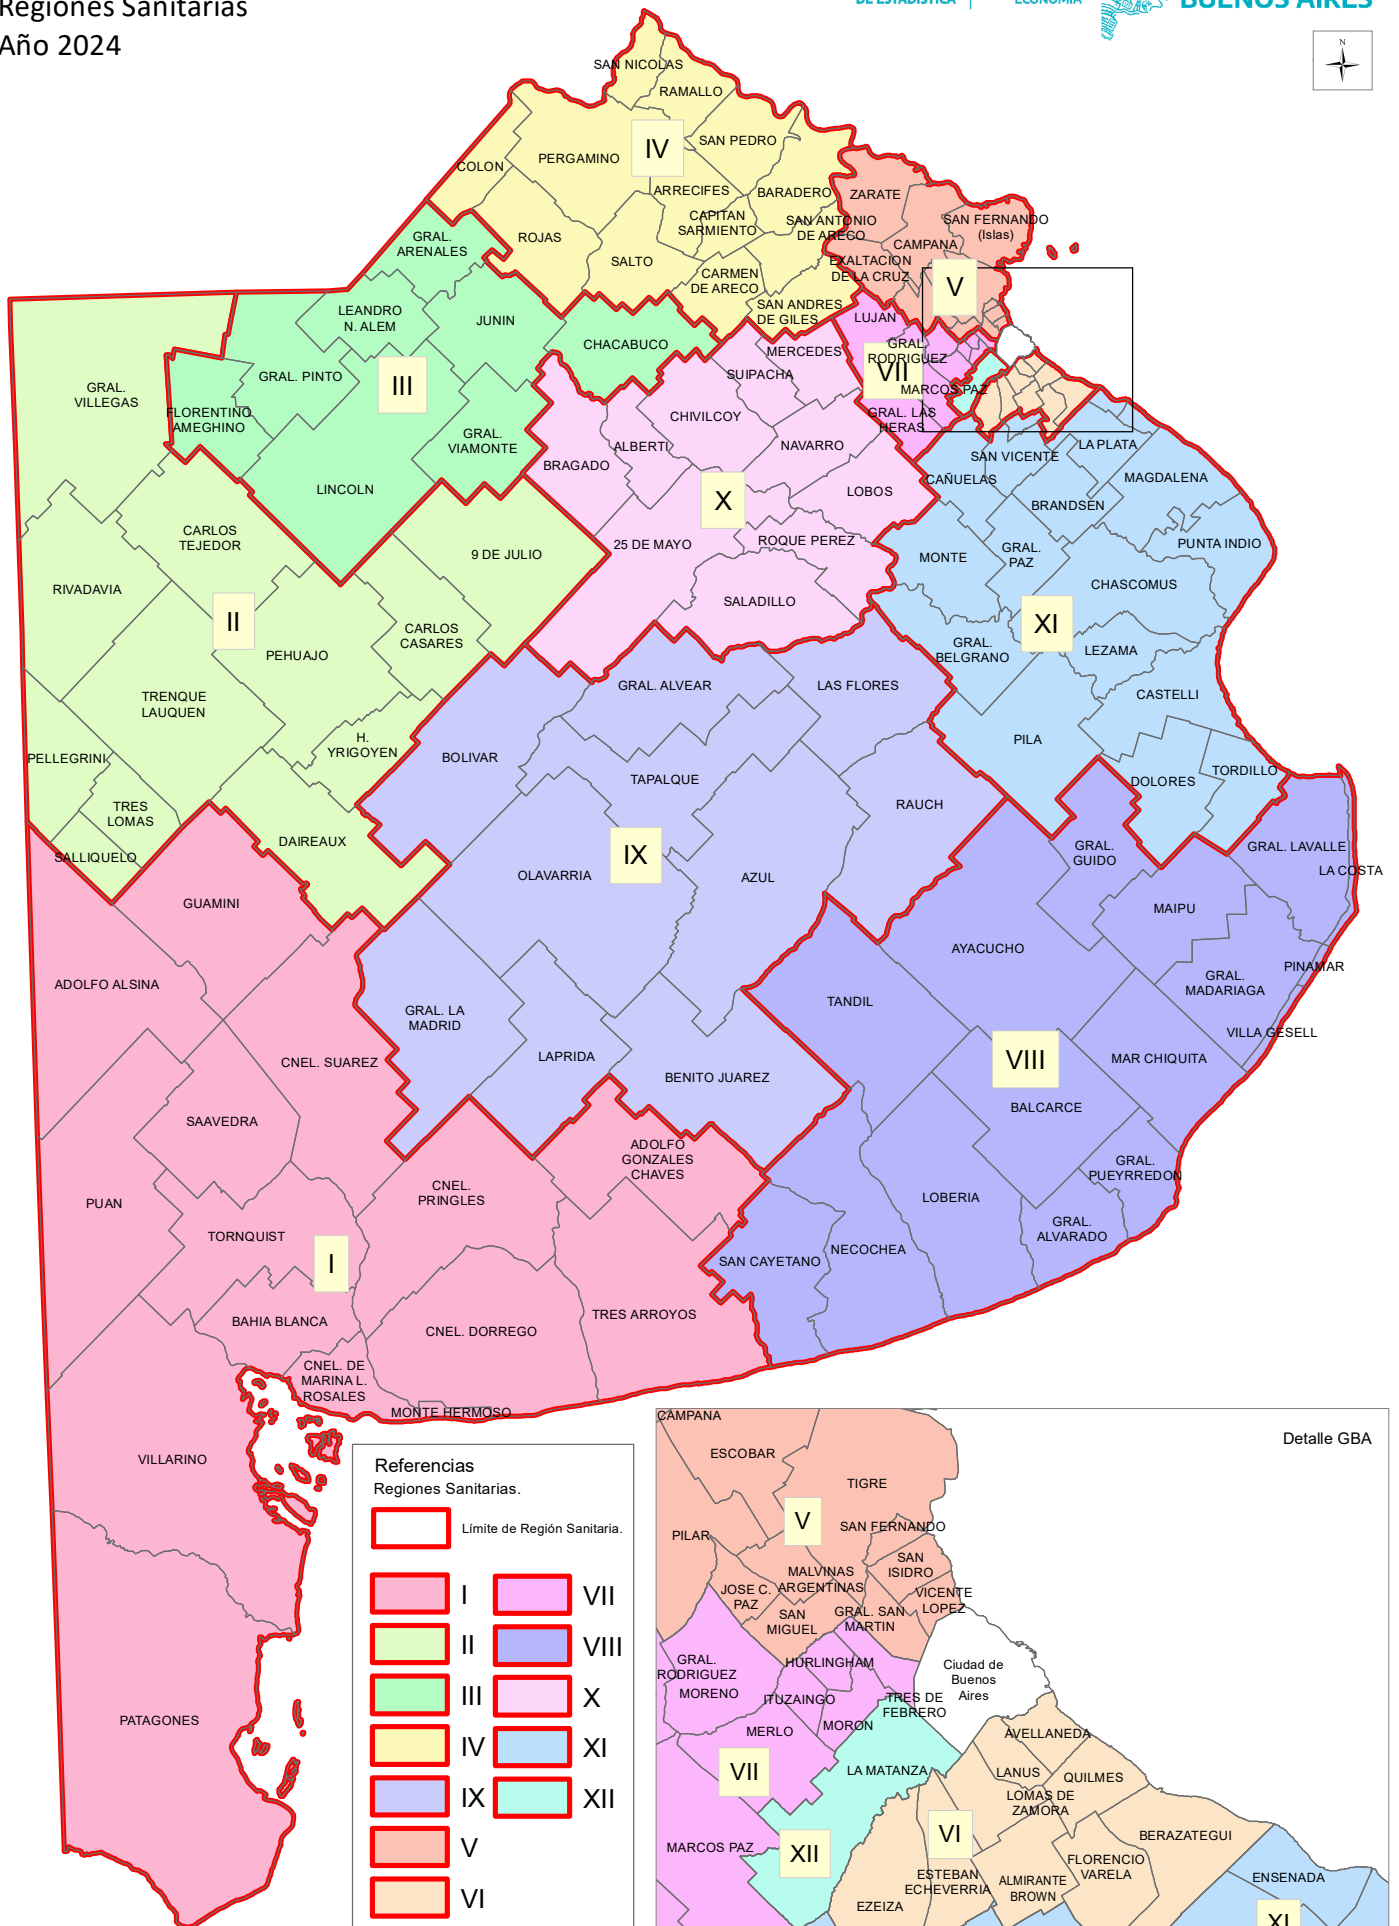 Regiones Sanitarias
Año 2024
DE ESTADISTICA
ECONOMÍA
BUENOS AIRES
N
SAN NICOLAS
RAMALLO
IV
SAN PEDRO
PERGAMINO
COLON
ARRECIFES
BARADERO
ZARATE
CAPITAN
SARMIENTO
SAN ANTONIO
DE ARECO
SAN FERNANDO
(Islas)
ROJAS
GRAL.
ARENALES
CAMPANA
SALTO
EXALTACION
DE LA CRUZ
CARMEN
DE ARECO
V
SAN ANDRES
DE GILES
LEANDRO
N. ALEM
JUNIN
LUJAN
CHACABUCO
GRAL.
RODRIGUEZ
MERCEDES
SUIPACHA
VII
GRAL. PINTO
III
MARCOS PAZ
GRAL.
VILLEGAS
FLORENTINO
AMEGHINO
CHIVILCOY
GRAL. LAS
HERAS
GRAL.
VIAMONTE
ALBERTI
NAVARRO
LA PLATA
SAN VICENTE
BRAGADO
CAÑUELAS
MAGDALENA
LINCOLN
X
LOBOS
BRANDSEN
CARLOS
TEJEDOR
9 DE JULIO
25 DE MAYO
ROQUE PEREZ
PUNTA INDIO
MONTE
GRAL.
PAZ
RIVADAVIA
CHASCOMUS
SALADILLO
II
XI
CARLOS
CASARES
PEHUAJO
GRAL.
BELGRANO
LEZAMA
TRENQUE
LAUQUEN
GRAL. ALVEAR
LAS FLORES
CASTELLI
H.
YRIGOYEN
PILA
PELLEGRINI
BOLIVAR
TAPALQUE
TORDILLO
DOLORES
TRES
LOMAS
RAUCH
DAIREAUX
GRAL.
GUIDO
GRAL. LAVALLE
SALLIQUELO
IX
LA COSTA
OLAVARRIA
AZUL
GUAMINI
MAIPU
AYACUCHO
PINAMAR
ADOLFO ALSINA
GRAL.
MADARIAGA
TANDIL
GRAL. LA
MADRID
VILLA GESELL
LAPRIDA
CNEL. SUAREZ
VIII
MAR CHIQUITA
BENITO JUAREZ
BALCARCE
SAAVEDRA
ADOLFO
GONZALES
CHAVES
GRAL.
PUEYRREDON
CNEL.
PRINGLES
LOBERIA
PUAN
TORNQUIST
GRAL.
ALVARADO
I
SAN CAYETANO
NECOCHEA
BAHIA BLANCA
TRES ARROYOS
CNEL. DORREGO
CNEL. DE
MARINA L.
ROSALES
MONTE HERMOSO
VILLARINO
PATAGONES
Referencias
Regiones Sanitarias.
Límite de Región Sanitaria.
I
VII
II
VIII
III
X
IV
XI
IX
XII
V
VI
Detalle GBA
CAMPANA
ESCOBAR
TIGRE
V
PILAR
SAN FERNANDO
SAN
ISIDRO
MALVINAS
ARGENTINAS
JOSE C.
PAZ
VICENTE
LOPEZ
SAN
MIGUEL
GRAL. SAN
MARTIN
GRAL.
RODRIGUEZ
HURLINGHAM
Ciudad de
Buenos
Aires
MORENO
ITUZAINGO
TRES DE
FEBRERO
MERLO
MORON
AVELLANEDA
VII
LA MATANZA
LANUS
QUILMES
LOMAS DE
ZAMORA
VI
BERAZATEGUI
MARCOS PAZ
XII
FLORENCIO
VARELA
ESTEBAN
ECHEVERRIA
ALMIRANTE
BROWN
ENSENADA
EZEIZA
XI